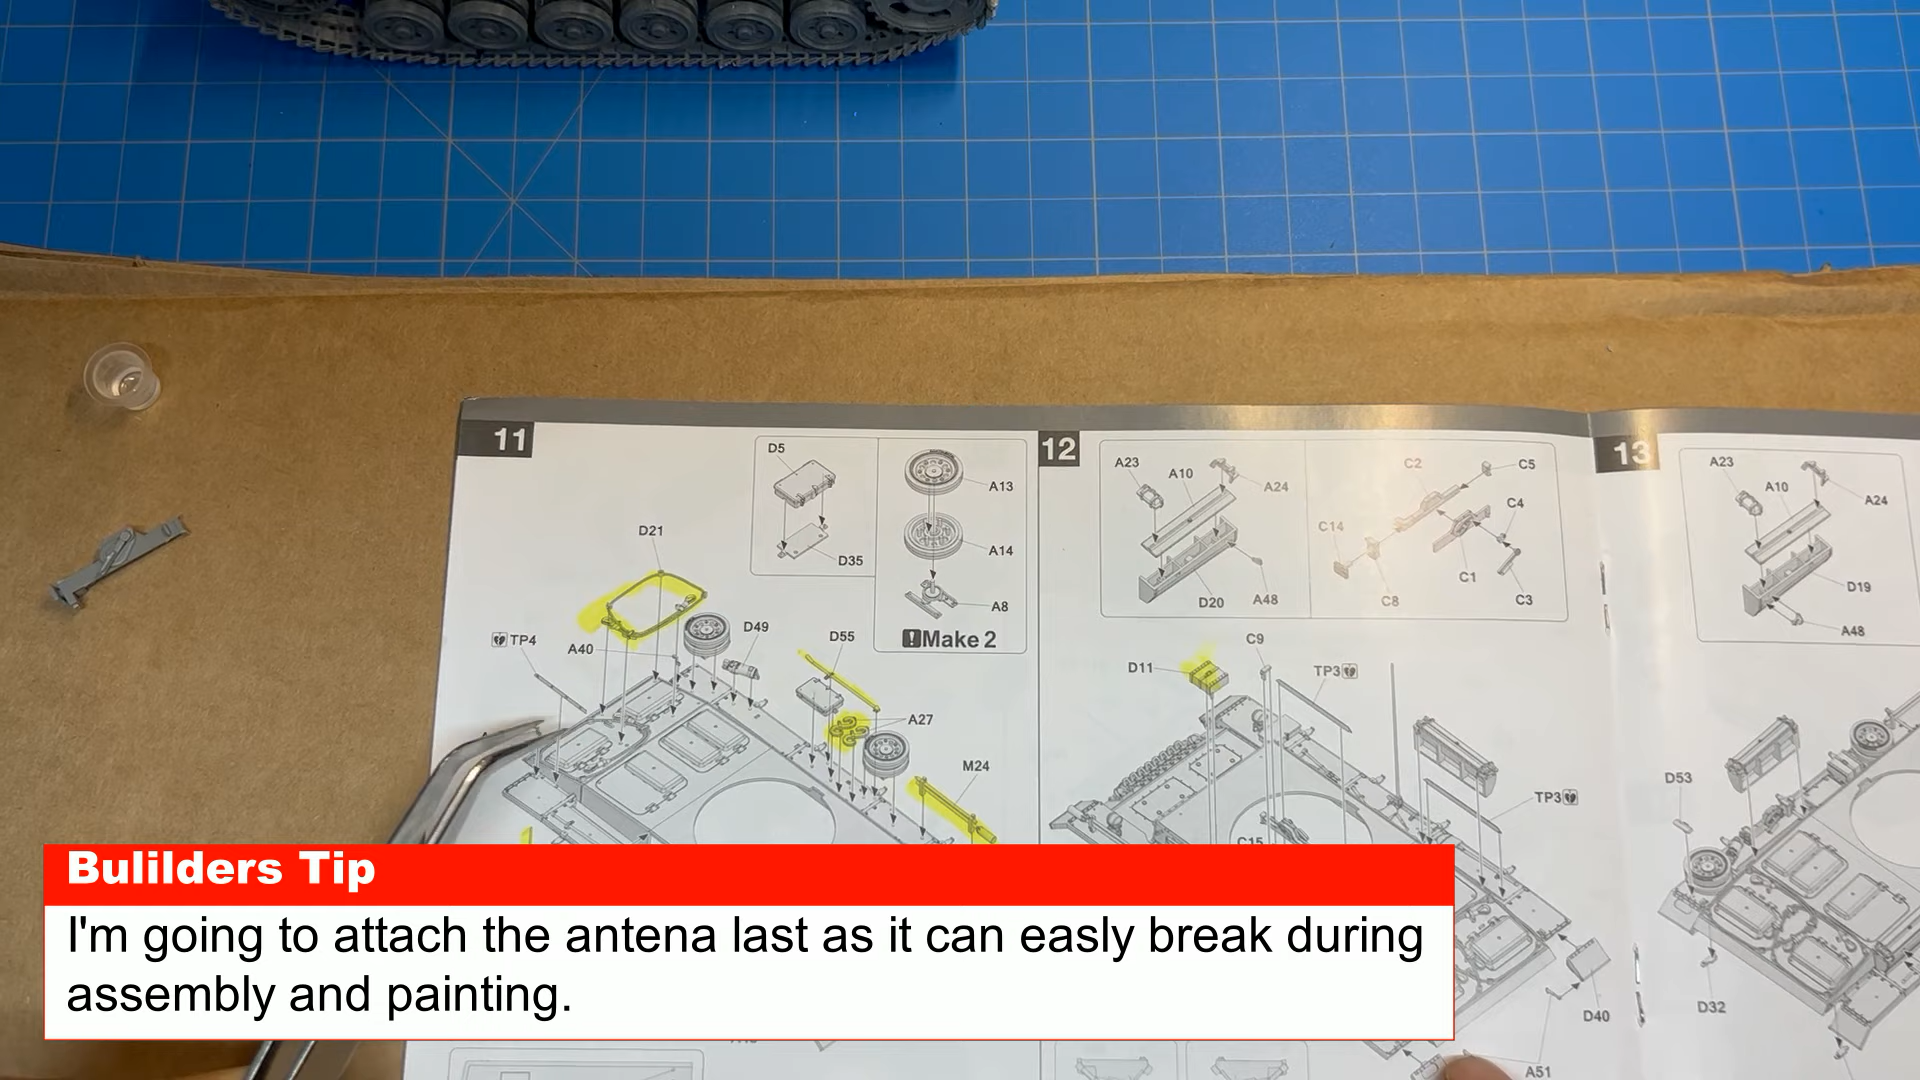 11
D5
D35
A13
A14
A8
Make 2
D21
TP4
A40
D49
D55
A27
M24
12
A23
A10
A24
D20
A48
C2
C5
C4
C14
C1
C8
C3
C9
D11
TP3
TP3
C15
D40
A51
13
A23
A10
A24
D19
A48
D53
D32
Bulilders Tip
I'm going to attach the antena last as it can easly break during
assembly and painting.